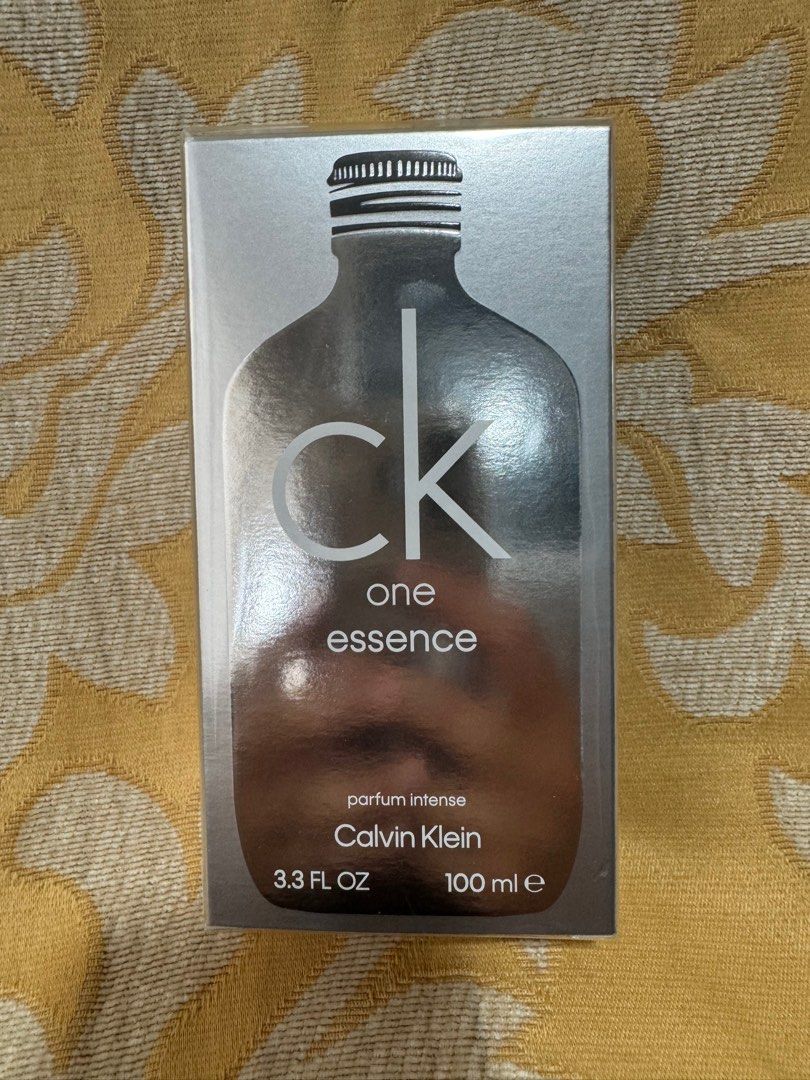 ck
one
essence
parfum intense
Calvin Klein
3.3 FL OZ 100 ml ℮